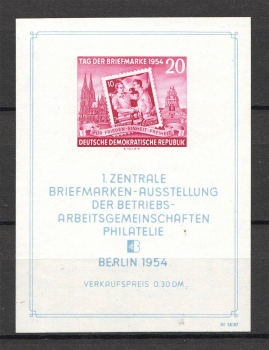 TAG DER BRIEFMARKE 1954 20
10
FÜR FRIEDEN · EINHEIT · FREIHEIT
DEUTSCHE DEMOKRATISCHE REPUBLIK
1. ZENTRALE
BRIEFMARKEN-AUSSTELLUNG
DER BETRIEBS-
ARBEITSGEMEINSCHAFTEN
PHILATELIE
BERLIN 1954
VERKAUFSPREIS 0.30 DM